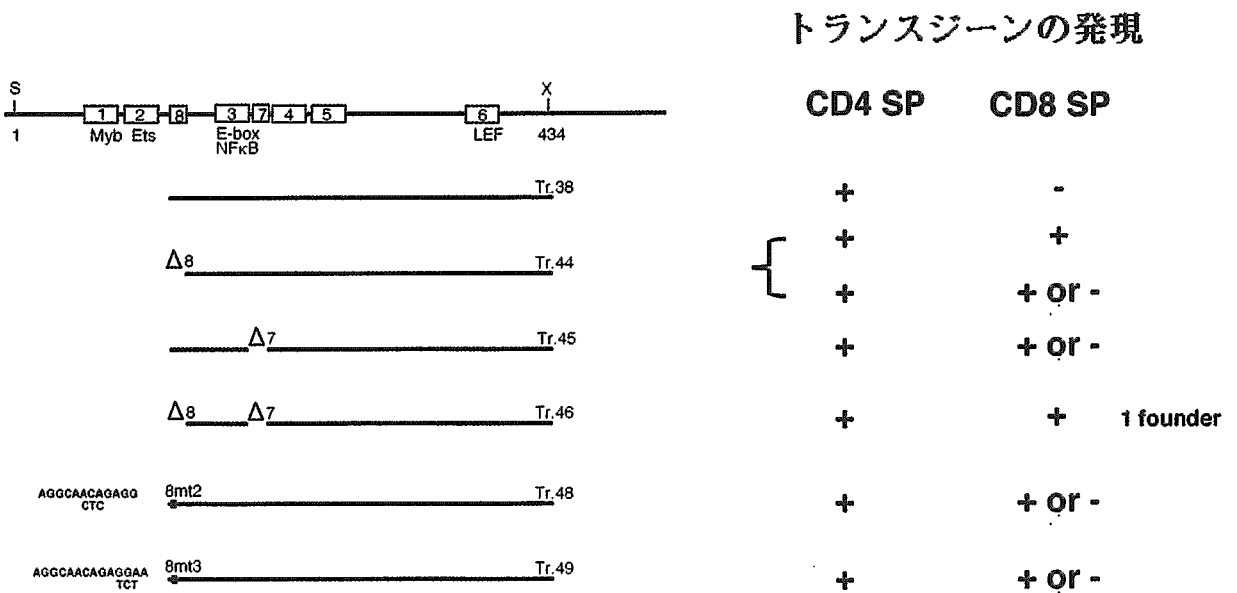 トランスジーンの発現
CD4 SP CD8 SP
S X
1 2 8 3 7 4 5 6
1 Myb Ets E-box LEF 434
NFκB
Tr.38 + -
+ +
Δ8 Tr.44
+ + or -
Δ7 Tr.45 + + or -
Δ8 Δ7 Tr.46 + + 1 founder
AGGCAACAGAGG 8mt2 Tr.48 + + or -
CTC
AGGCAACAGAGGAA 8mt3 Tr.49 + + or -
TCT